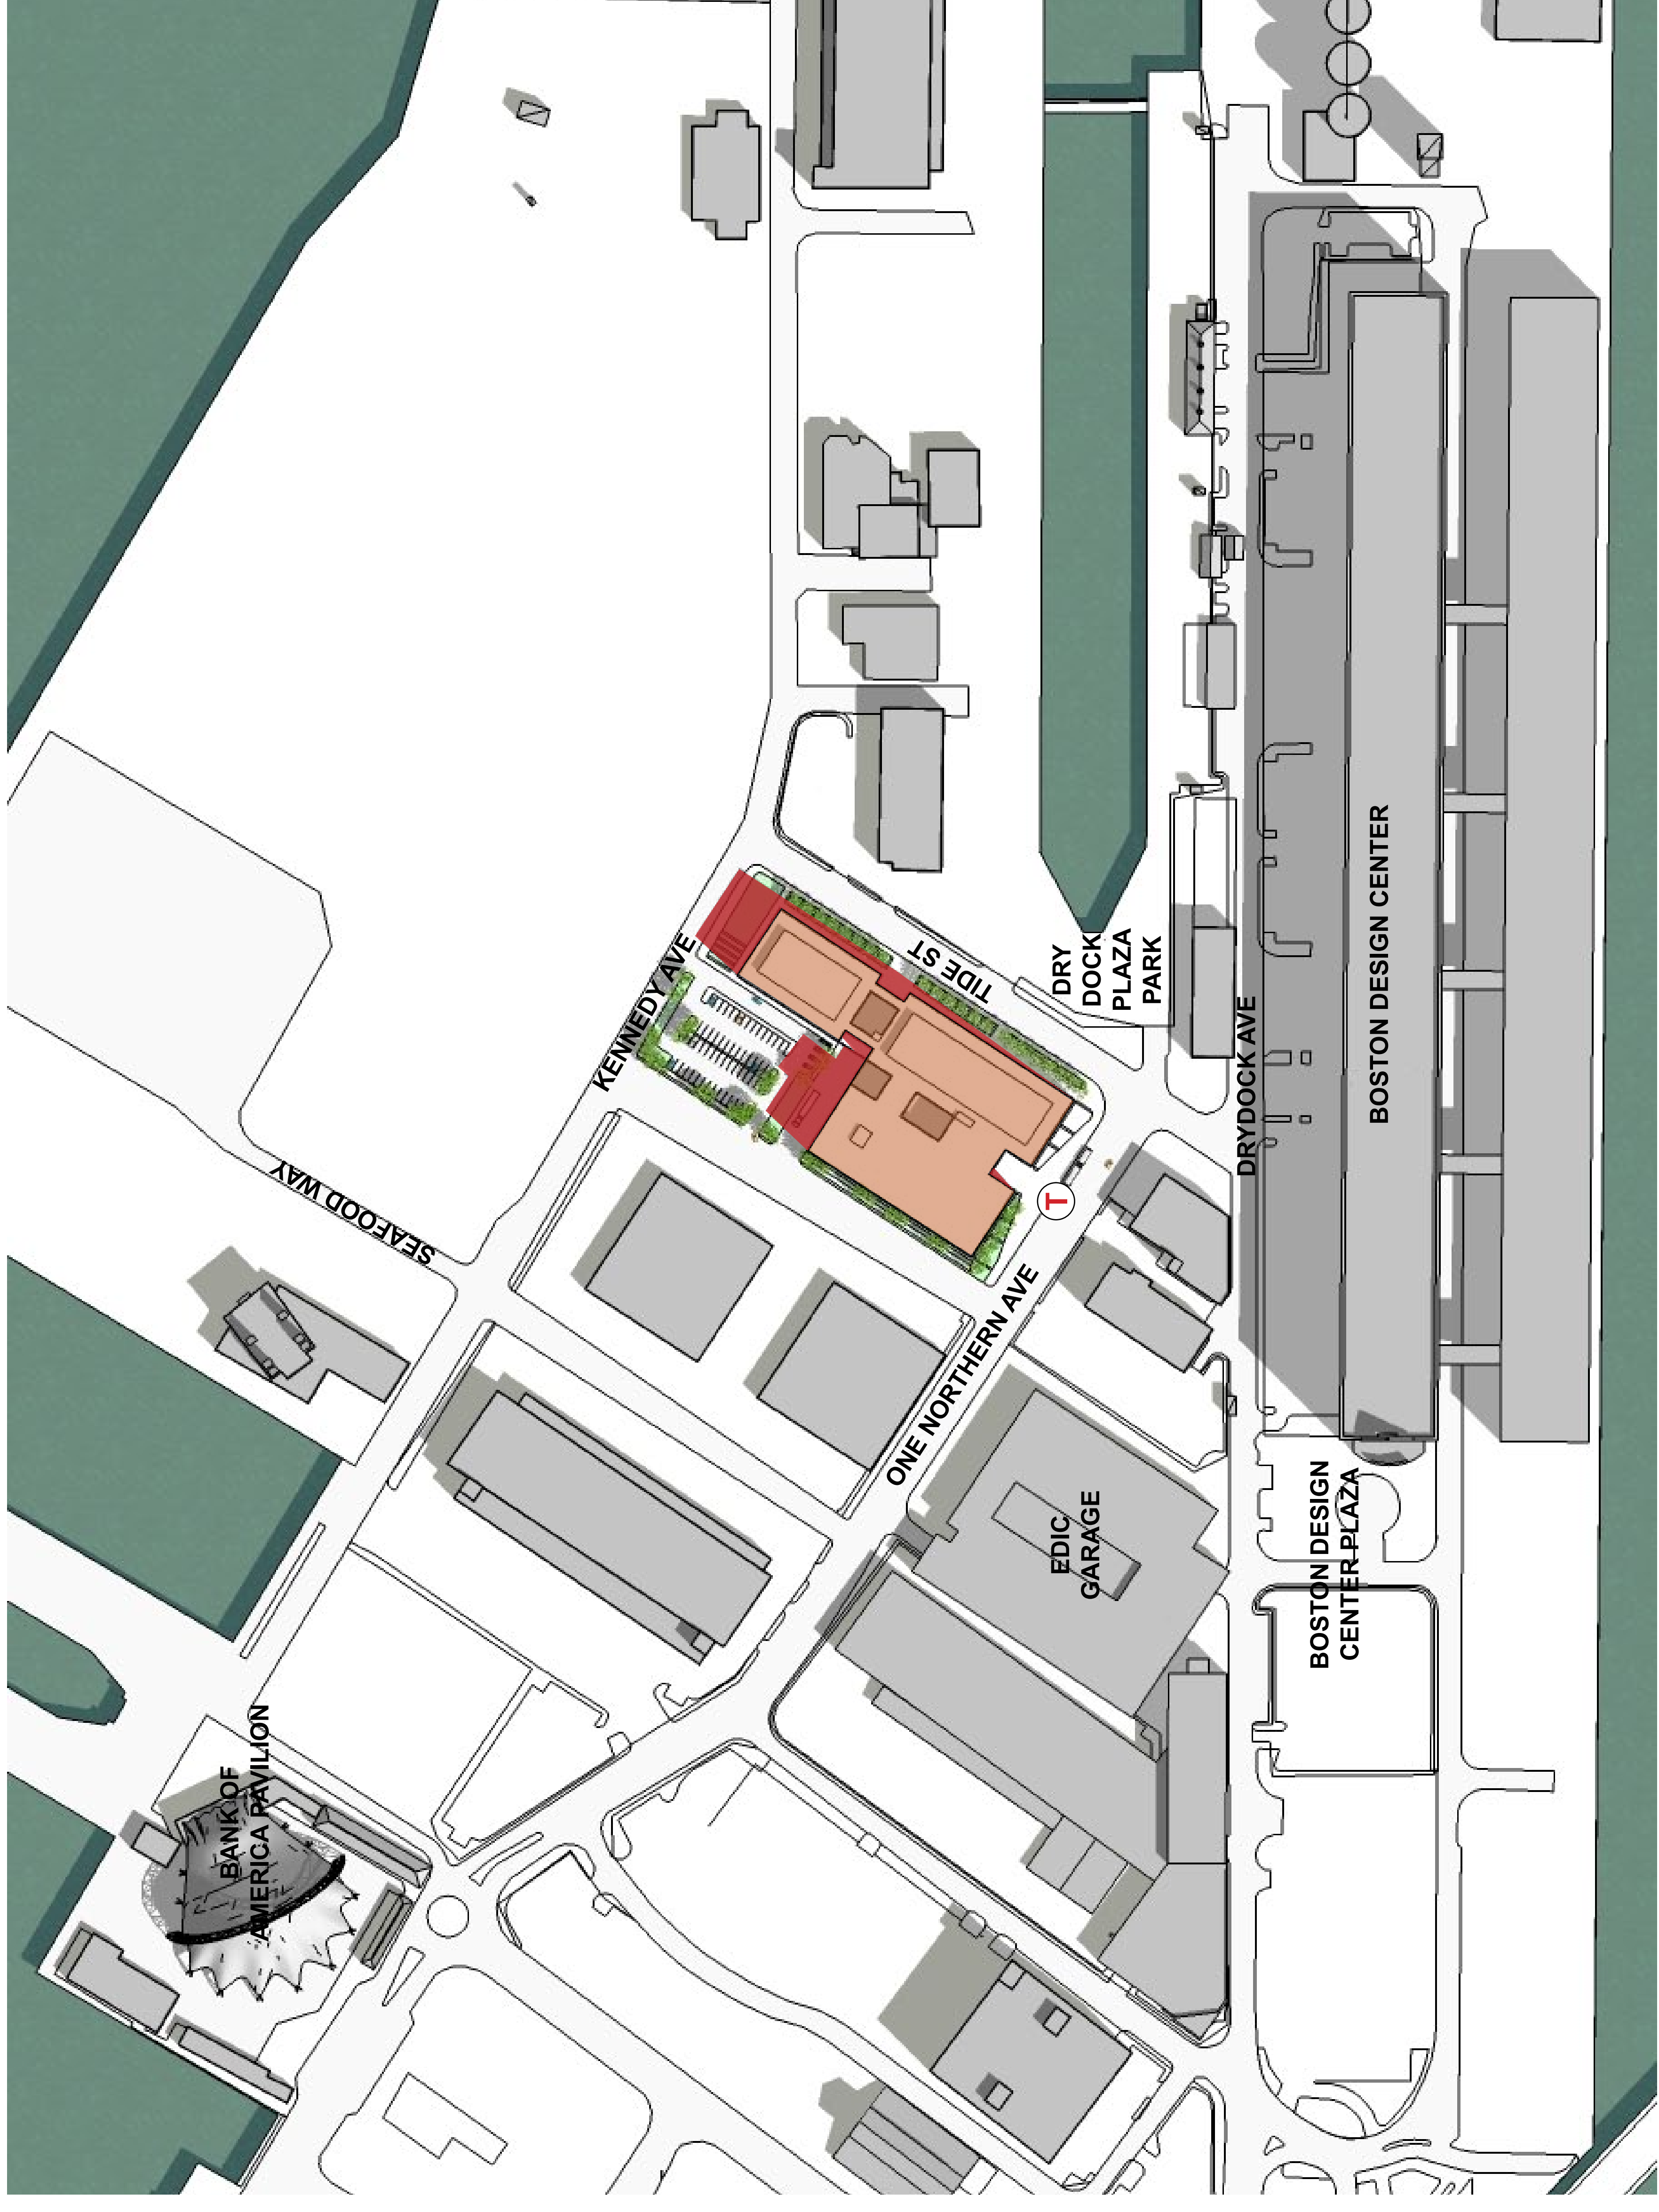 KENNEDY AVE
TIDE ST
DRY
DOCK
PLAZA
PARK
DRYDOCK AVE
BOSTON DESIGN CENTER
SEAFOOD WAY
T
ONE NORTHERN AVE
EDIC
GARAGE
BOSTON DESIGN
CENTER PLAZA
BANK OF
AMERICA PAVILION